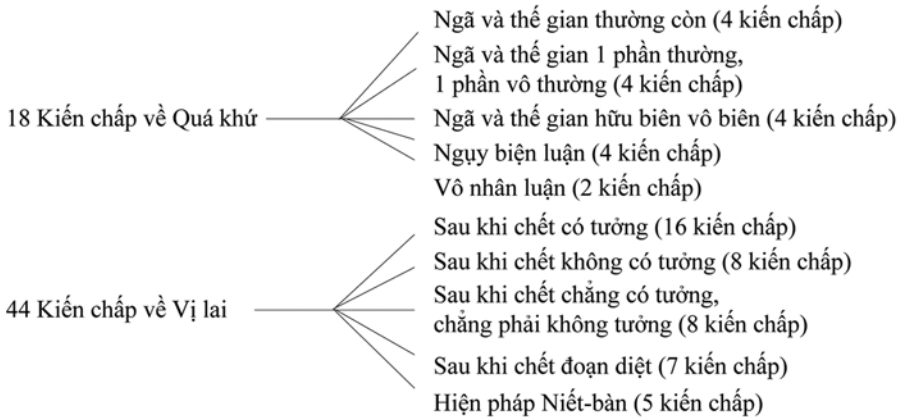 Ngã và thế gian thường còn (4 kiến chấp)
Ngã và thế gian 1 phần thường,
1 phần vô thường (4 kiến chấp)
18 Kiến chấp về Quá khứ
Ngã và thế gian hữu biên vô biên (4 kiến chấp)
Ngụy biện luận (4 kiến chấp)
Vô nhân luận (2 kiến chấp)
Sau khi chết có tưởng (16 kiến chấp)
Sau khi chết không có tưởng (8 kiến chấp)
44 Kiến chấp về Vị lai
Sau khi chết chẳng có tưởng,
chẳng phải không tưởng (8 kiến chấp)
Sau khi chết đoạn diệt (7 kiến chấp)
Hiện pháp Niết-bàn (5 kiến chấp)